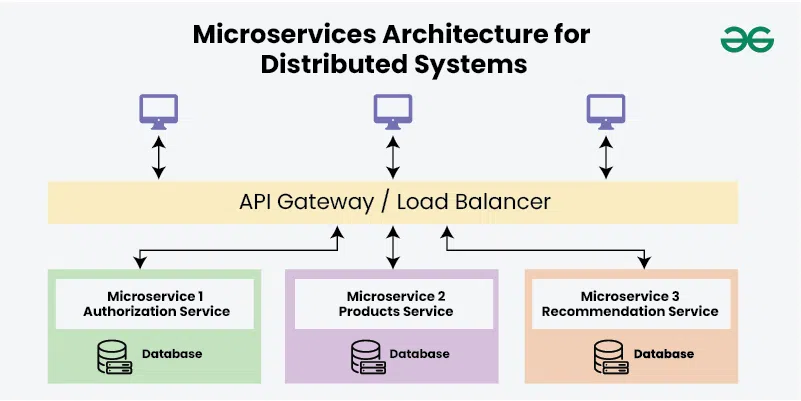 Microservices Architecture for
Distributed Systems
API Gateway / Load Balancer
Microservice 1
Authorization Service
Database
Microservice 2
Products Service
Database
Microservice 3
Recommendation Service
Database